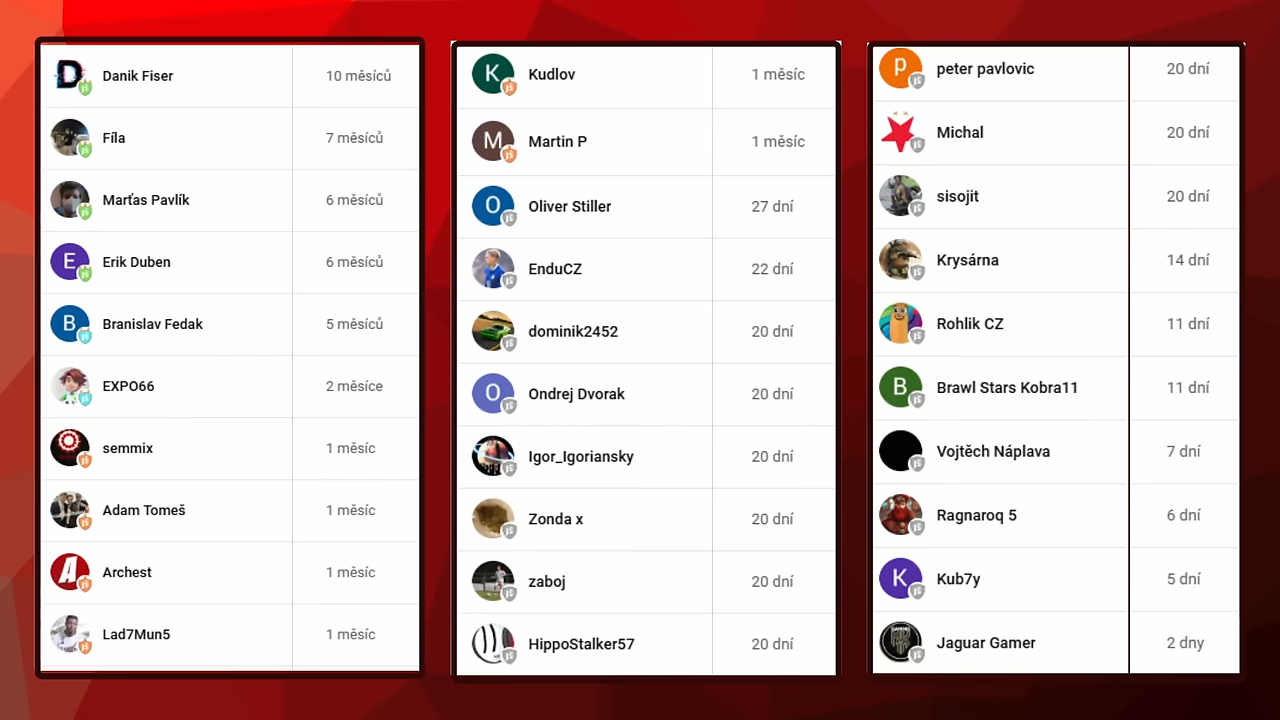 Danik Fiser 10 měsíců
Fíla 7 měsíců
Marťas Pavlík 6 měsíců
E Erik Duben 6 měsíců
B Branislav Fedak 5 měsíců
EXPO66 2 měsíce
semmix 1 měsíc
Adam Tomeš 1 měsíc
Archest 1 měsíc
Lad7Mun5 1 měsíc
K Kudlov 1 měsíc
M Martin P 1 měsíc
O Oliver Stiller 27 dní
EnduCZ 22 dní
dominik2452 20 dní
O Ondrej Dvorak 20 dní
Igor_Igoriansky 20 dní
Zonda x 20 dní
zaboj 20 dní
HippoStalker57 20 dní
p peter pavlovic 20 dní
Michal 20 dní
sisojit 20 dní
Krysárna 14 dní
Rohlik CZ 11 dní
B Brawl Stars Kobra11 11 dní
Vojtěch Náplava 7 dní
Ragnaroq 5 6 dní
K Kub7y 5 dní
Jaguar Gamer 2 dny